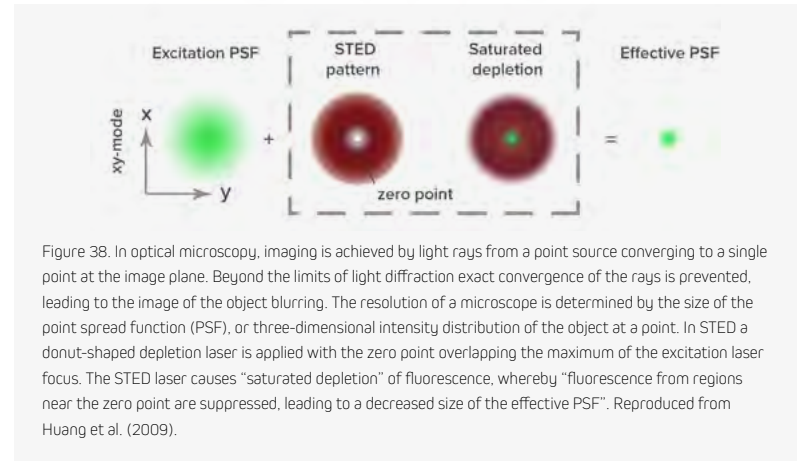 Excitation PSF
STED
pattern
Saturated
depletion
Effective PSF
xy-mode
x
y
+
=
zero point
Figure 38. In optical microscopy, imaging is achieved by light rays from a point source converging to a single
point at the image plane. Beyond the limits of light diffraction exact convergence of the rays is prevented,
leading to the image of the object blurring. The resolution of a microscope is determined by the size of the
point spread function (PSF), or three-dimensional intensity distribution of the object at a point. In STED a
donut-shaped depletion laser is applied with the zero point overlapping the maximum of the excitation laser
focus. The STED laser causes “saturated depletion” of fluorescence, whereby “fluorescence from regions
near the zero point are suppressed, leading to a decreased size of the effective PSF”. Reproduced from
Huang et al. (2009).